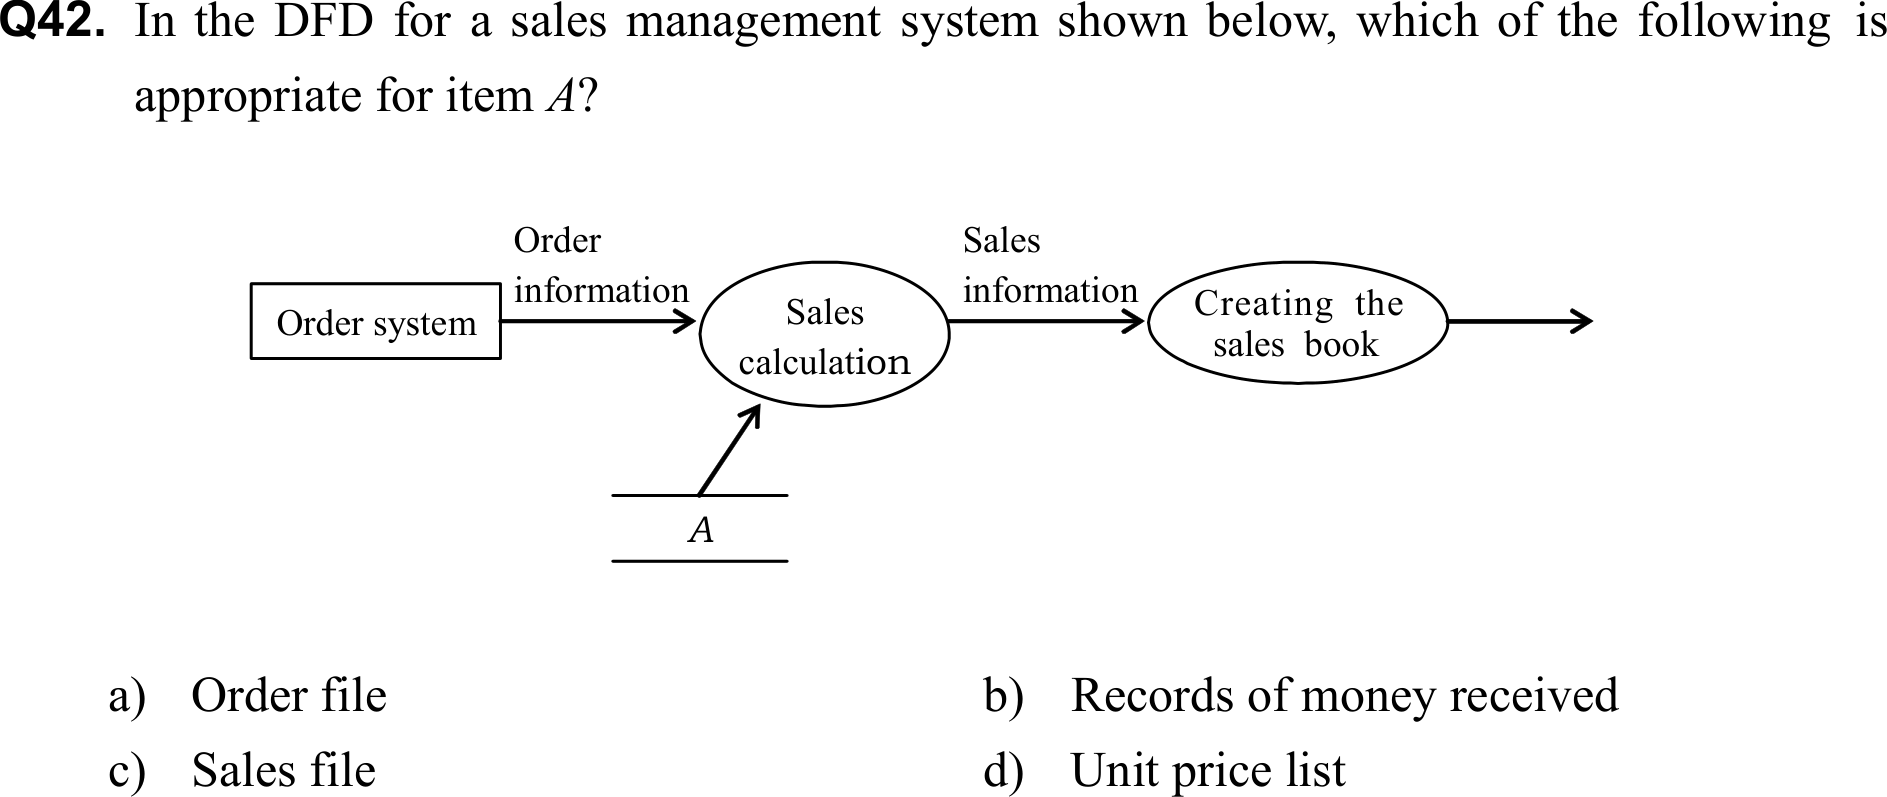 Q42. In the DFD for a sales management system shown below, which of the following is
appropriate for item A?
Order
information
Sales
information
Order system
Sales
calculation
Creating the
sales book
A
a) Order file
b) Records of money received
c) Sales file
d) Unit price list